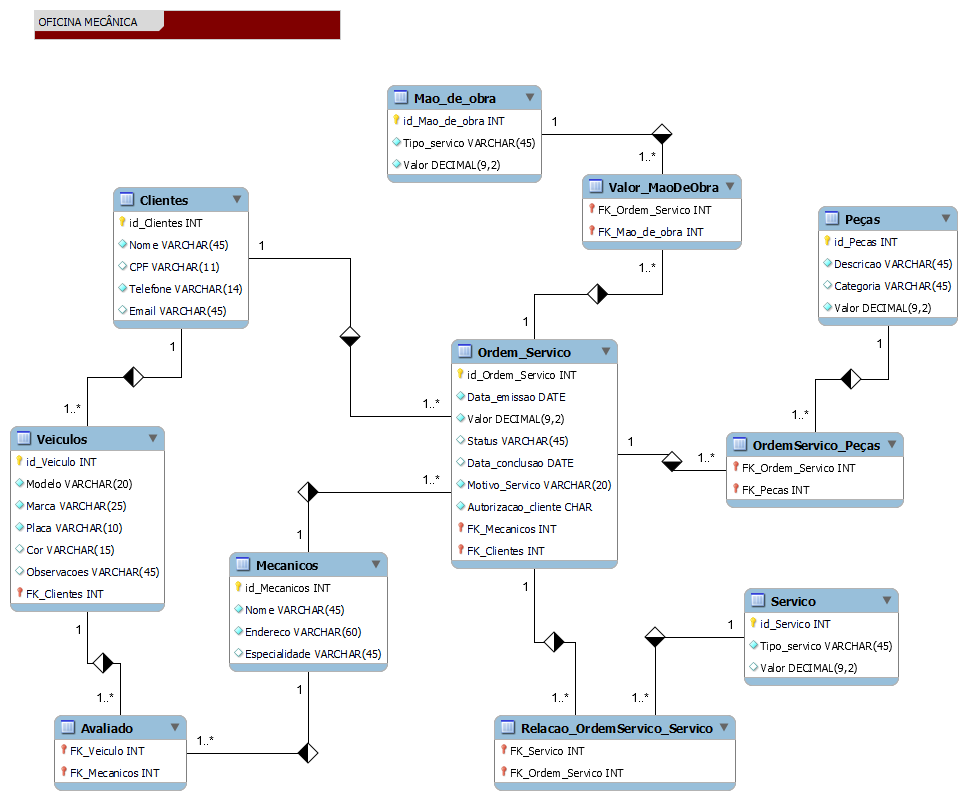 OFICINA MECÂNICA
Mao_de_obra
id_Mao_de_obra INT
Tipo_servico VARCHAR(45)
Valor DECIMAL(9,2)
1
1..*
Valor_MaoDeObra
FK_Ordem_Servico INT
FK_Mao_de_obra INT
1..*
1
Clientes
id_Clientes INT
Nome VARCHAR(45)
CPF VARCHAR(11)
Telefone VARCHAR(14)
Email VARCHAR(45)
1
1..*
1
1..*
Peças
id_Pecas INT
Descricao VARCHAR(45)
Categoria VARCHAR(45)
Valor DECIMAL(9,2)
1
1..*
Ordem_Servico
id_Ordem_Servico INT
Data_emissao DATE
Valor DECIMAL(9,2)
Status VARCHAR(45)
Data_conclusao DATE
Motivo_Servico VARCHAR(20)
Autorizacao_cliente CHAR
FK_Mecanicos INT
FK_Clientes INT
1
1..*
OrdemServico_Peças
FK_Ordem_Servico INT
FK_Pecas INT
Veiculos
id_Veiculo INT
Modelo VARCHAR(20)
Marca VARCHAR(25)
Placa VARCHAR(10)
Cor VARCHAR(15)
Observacoes VARCHAR(45)
FK_Clientes INT
1
1..*
1..*
1
Mecanicos
id_Mecanicos INT
Nome VARCHAR(45)
Endereco VARCHAR(60)
Especialidade VARCHAR(45)
1
1..*
Avaliado
FK_Veiculo INT
FK_Mecanicos INT
1
1..*
Servico
id_Servico INT
Tipo_servico VARCHAR(45)
Valor DECIMAL(9,2)
1
1..*
Relacao_OrdemServico_Servico
FK_Servico INT
FK_Ordem_Servico INT